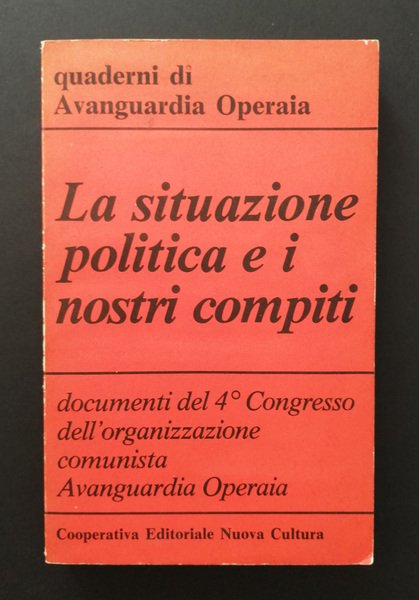 quaderni di
Avanguardia Operaia
La situazione
politica e i
nostri compiti
documenti del 4° Congresso
dell'organizzazione
comunista
Avanguardia Operaia
Cooperativa Editoriale Nuova Cultura